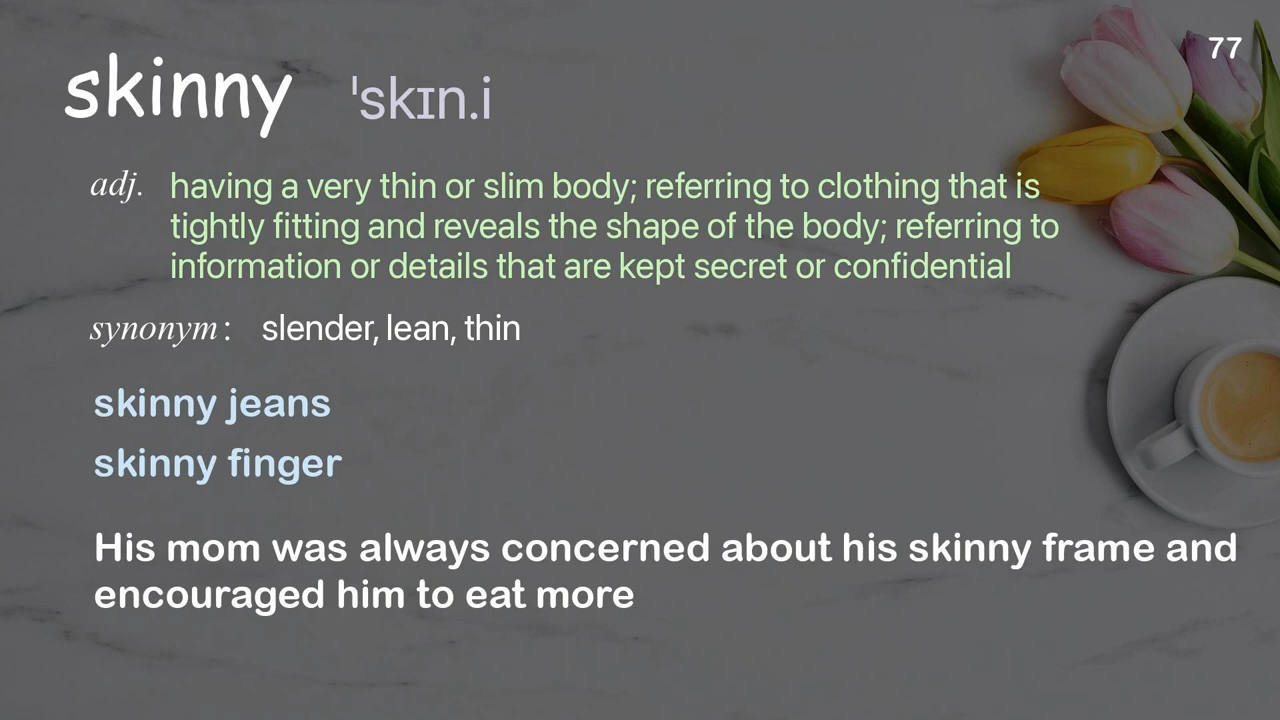 77
skinny ˈskɪn.i
adj. having a very thin or slim body; referring to clothing that is
tightly fitting and reveals the shape of the body; referring to
information or details that are kept secret or confidential
synonym: slender, lean, thin
skinny jeans
skinny finger
His mom was always concerned about his skinny frame and
encouraged him to eat more